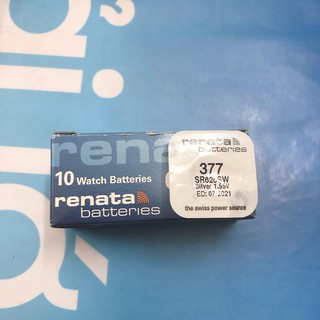 renata
10 Watch Batteries
renata
batteries
renata
batteries
377
SR626SW
Silver 1.55V
ED: 07.2021
the swiss power source